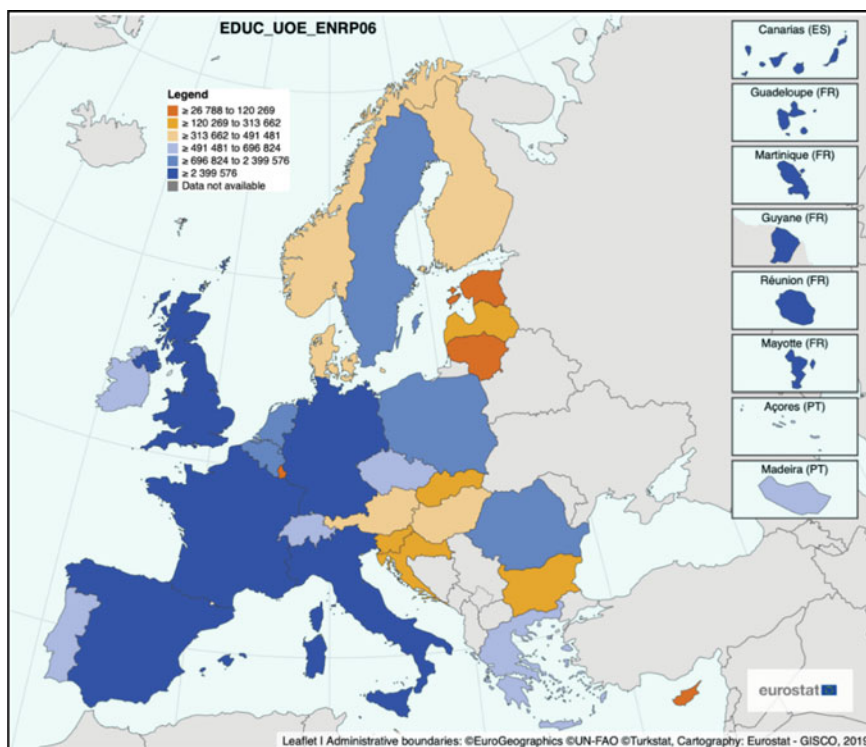 EDUC_UOE_ENRP06
Legend
≥ 26 788 to 120 269
≥ 120 269 to 313 662
≥ 313 662 to 491 481
≥ 491 481 to 696 824
≥ 696 824 to 2 399 576
≥ 2 399 576
Data not available
Canarias (ES)
Guadeloupe (FR)
Martinique (FR)
Guyane (FR)
Réunion (FR)
Mayotte (FR)
Açores (PT)
Madeira (PT)
eurostat
Leaflet | Administrative boundaries: ©EuroGeographics ©UN-FAO ©Turkstat, Cartography: Eurostat - GISCO, 2019